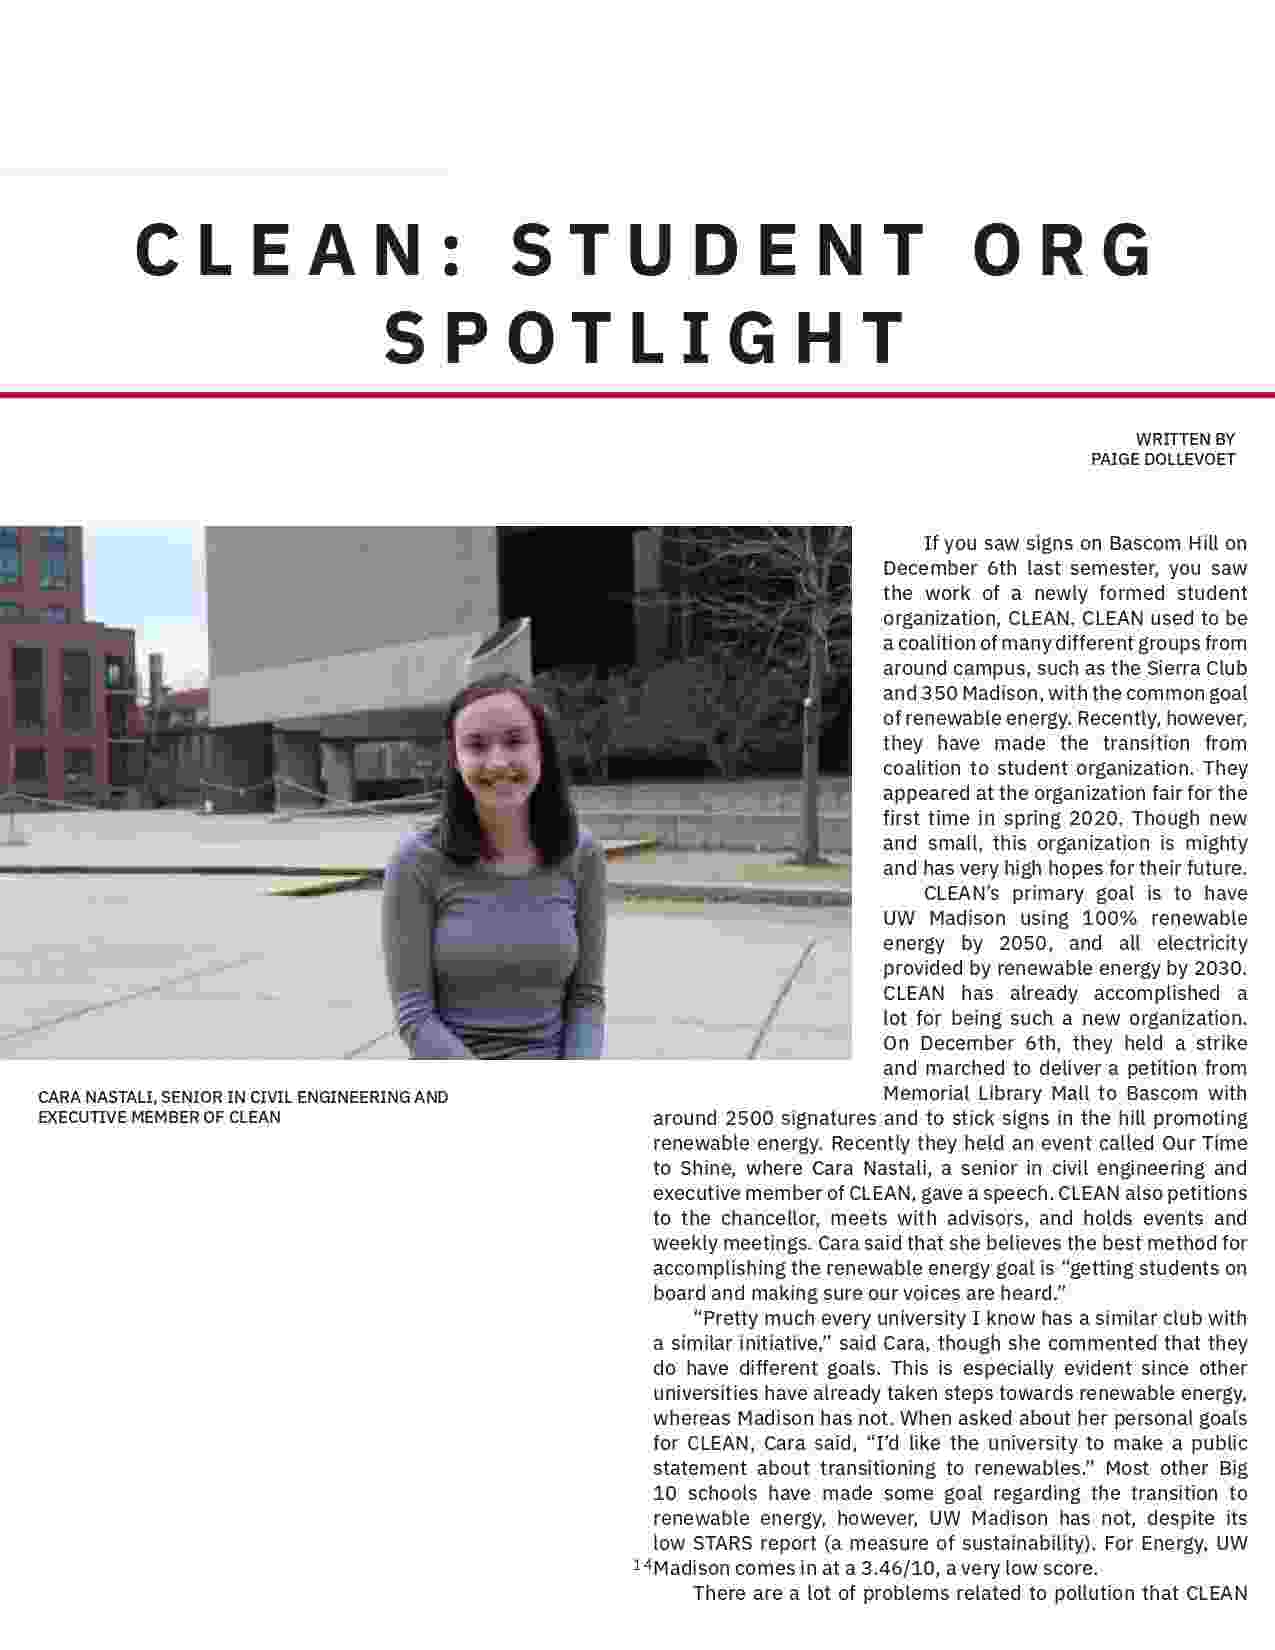 CLEAN: STUDENT ORG
SPOTLIGHT
WRITTEN BY
PAIGE DOLLEVOET
If you saw signs on Bascom Hill on
December 6th last semester, you saw
the work of a newly formed student
organization, CLEAN. CLEAN used to be
a coalition of many different groups from
around campus, such as the Sierra Club
and 350 Madison, with the common goal
of renewable energy. Recently, however,
they have made the transition from
coalition to student organization. They
appeared at the organization fair for the
first time in spring 2020. Though new
and small, this organization is mighty
and has very high hopes for their future.
CLEAN’s primary goal is to have
UW Madison using 100% renewable
energy by 2050, and all electricity
provided by renewable energy by 2030.
CLEAN has already accomplished a
lot for being such a new organization.
On December 6th, they held a strike
and marched to deliver a petition from
Memorial Library Mall to Bascom with
around 2500 signatures and to stick signs in the hill promoting
renewable energy. Recently they held an event called Our Time
to Shine, where Cara Nastali, a senior in civil engineering and
executive member of CLEAN, gave a speech. CLEAN also petitions
to the chancellor, meets with advisors, and holds events and
weekly meetings. Cara said that she believes the best method for
accomplishing the renewable energy goal is “getting students on
board and making sure our voices are heard.”
“Pretty much every university I know has a similar club with
a similar initiative,” said Cara, though she commented that they
do have different goals. This is especially evident since other
universities have already taken steps towards renewable energy,
whereas Madison has not. When asked about her personal goals
for CLEAN, Cara said, “I’d like the university to make a public
statement about transitioning to renewables.” Most other Big
10 schools have made some goal regarding the transition to
renewable energy, however, UW Madison has not, despite its
low STARS report (a measure of sustainability). For Energy, UW
Madison comes in at a 3.46/10, a very low score.
There are a lot of problems related to pollution that CLEAN
CARA NASTALI, SENIOR IN CIVIL ENGINEERING AND
EXECUTIVE MEMBER OF CLEAN
14